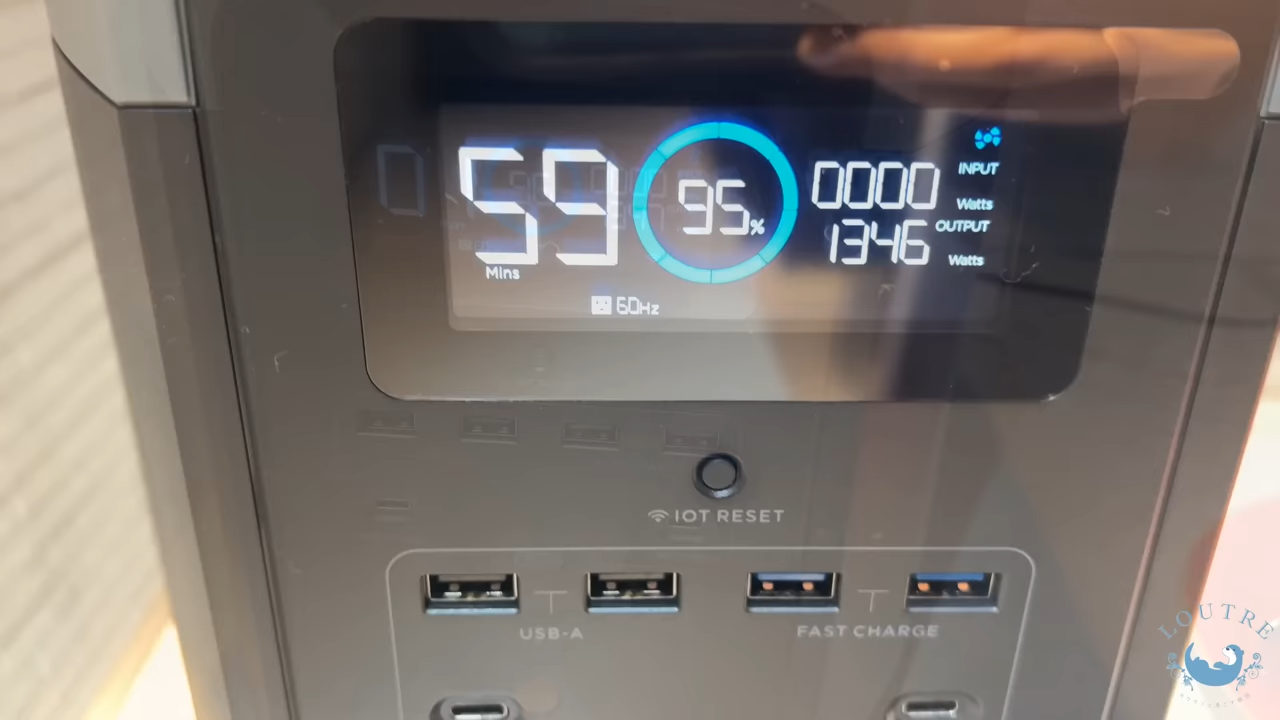 59
Mins
95%
0000
INPUT
Watts
1346
OUTPUT
Watts
60Hz
IOT RESET
USB-A
FAST CHARGE
LOUTRE